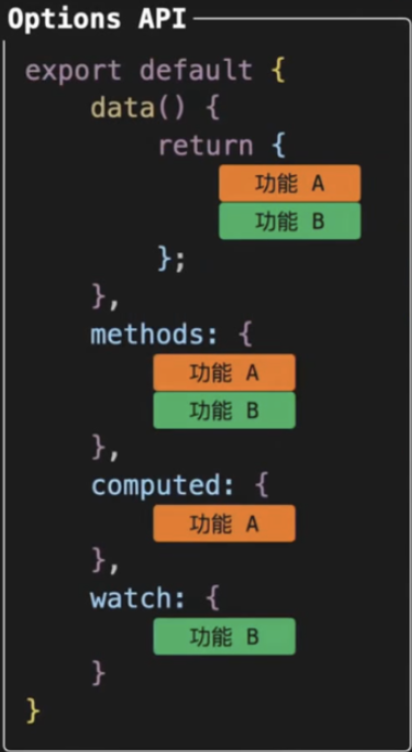 Options API
export default {
data() {
return {
功能 A
功能 B
};
},
methods: {
功能 A
功能 B
},
computed: {
功能 A
},
watch: {
功能 B
}
}